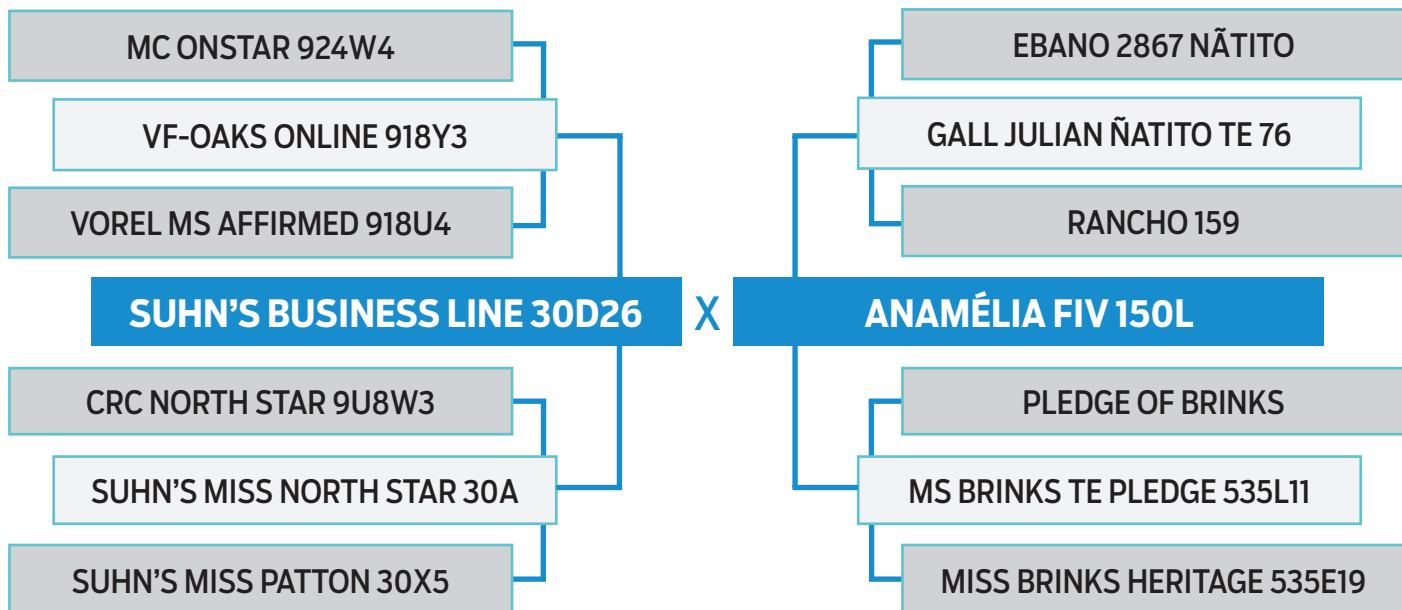 MC ONSTAR 924W4
VF-OAKS ONLINE 918Y3
VOREL MS AFFIRMED 918U4
SUHN'S BUSINESS LINE 30D26
CRC NORTH STAR 9U8W3
SUHN'S MISS NORTH STAR 30A
SUHN'S MISS PATTON 30X5
X
EBANO 2867 NÃTITO
GALL JULIAN ÑATITO TE 76
RANCHO 159
ANAMÉLIA FIV 150L
PLEDGE OF BRINKS
MS BRINKS TE PLEDGE 535L11
MISS BRINKS HERITAGE 535E19